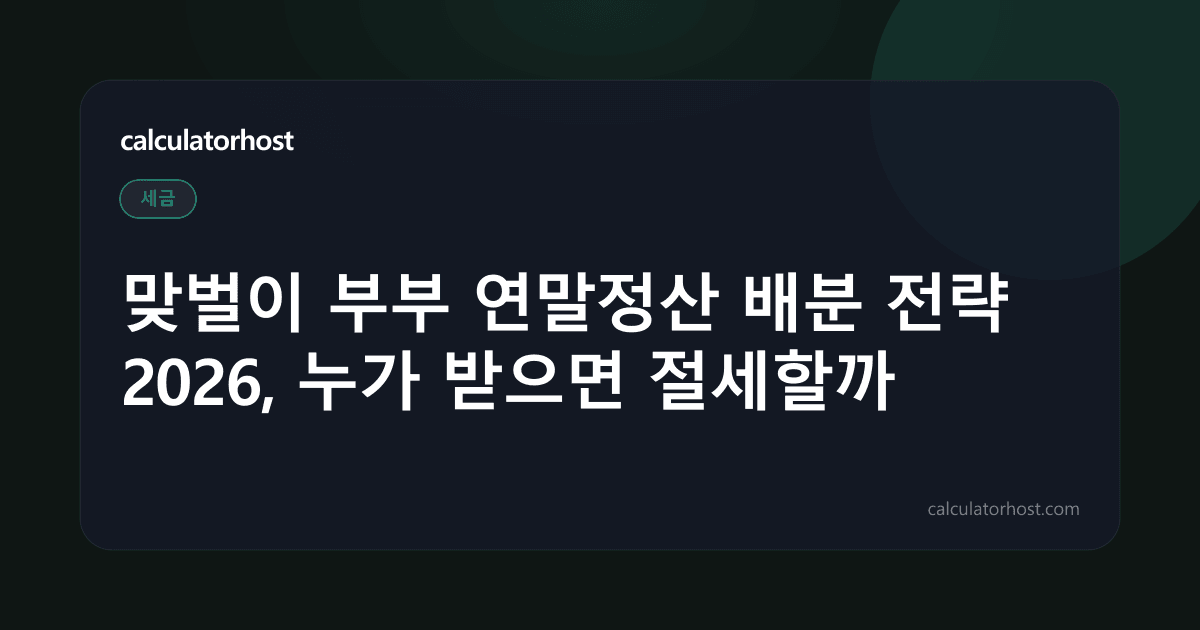 calculatorhost
세금
맞벌이 부부 연말정산 배분 전략
2026, 누가 받으면 절세할까
calculatorhost.com